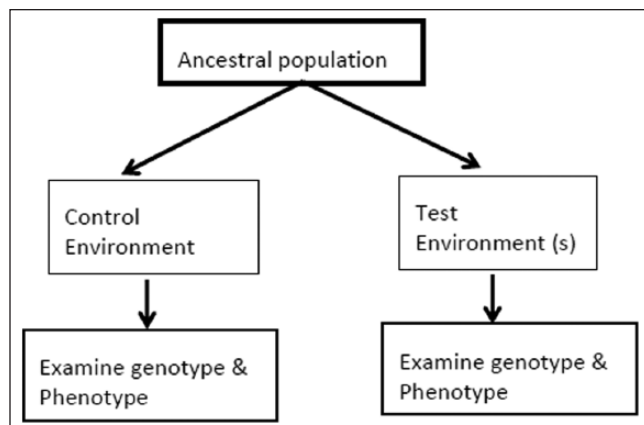 Ancestral population
Control
Environment
Test
Environment (s)
Examine genotype &
Phenotype
Examine genotype &
Phenotype